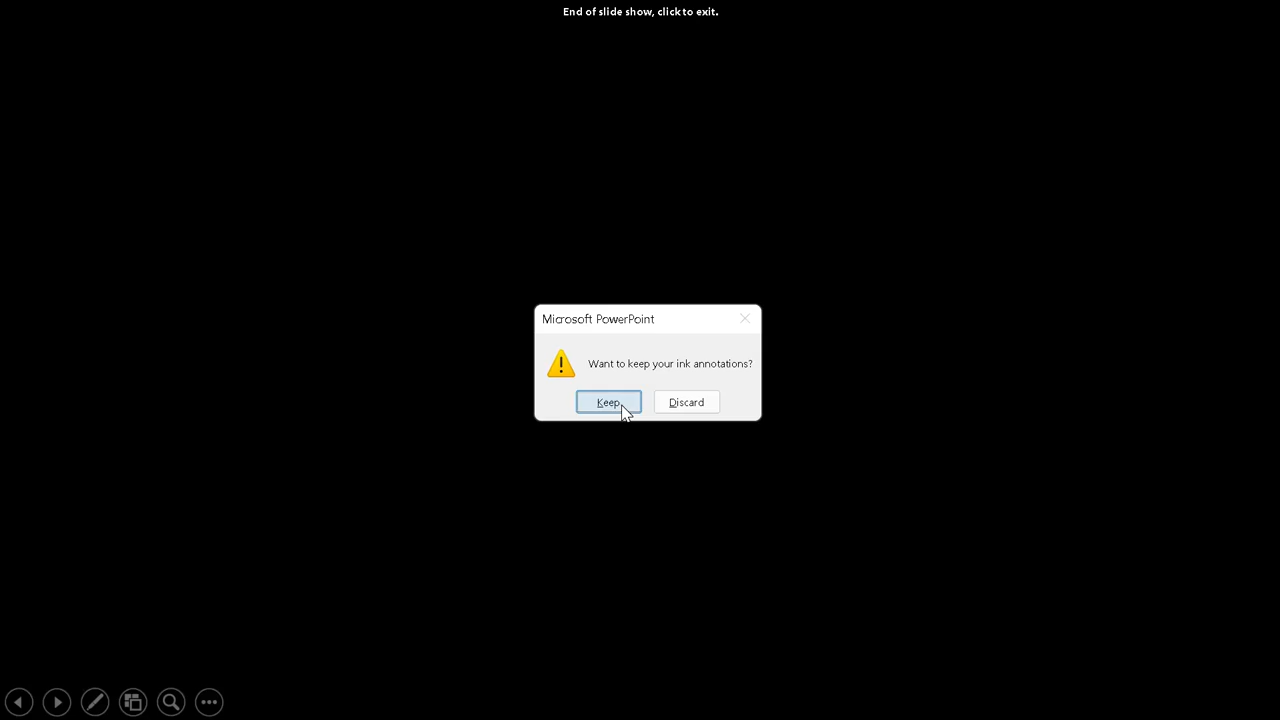 End of slide show, click to exit.
Microsoft PowerPoint
Want to keep your ink annotations?
Keep
Discard